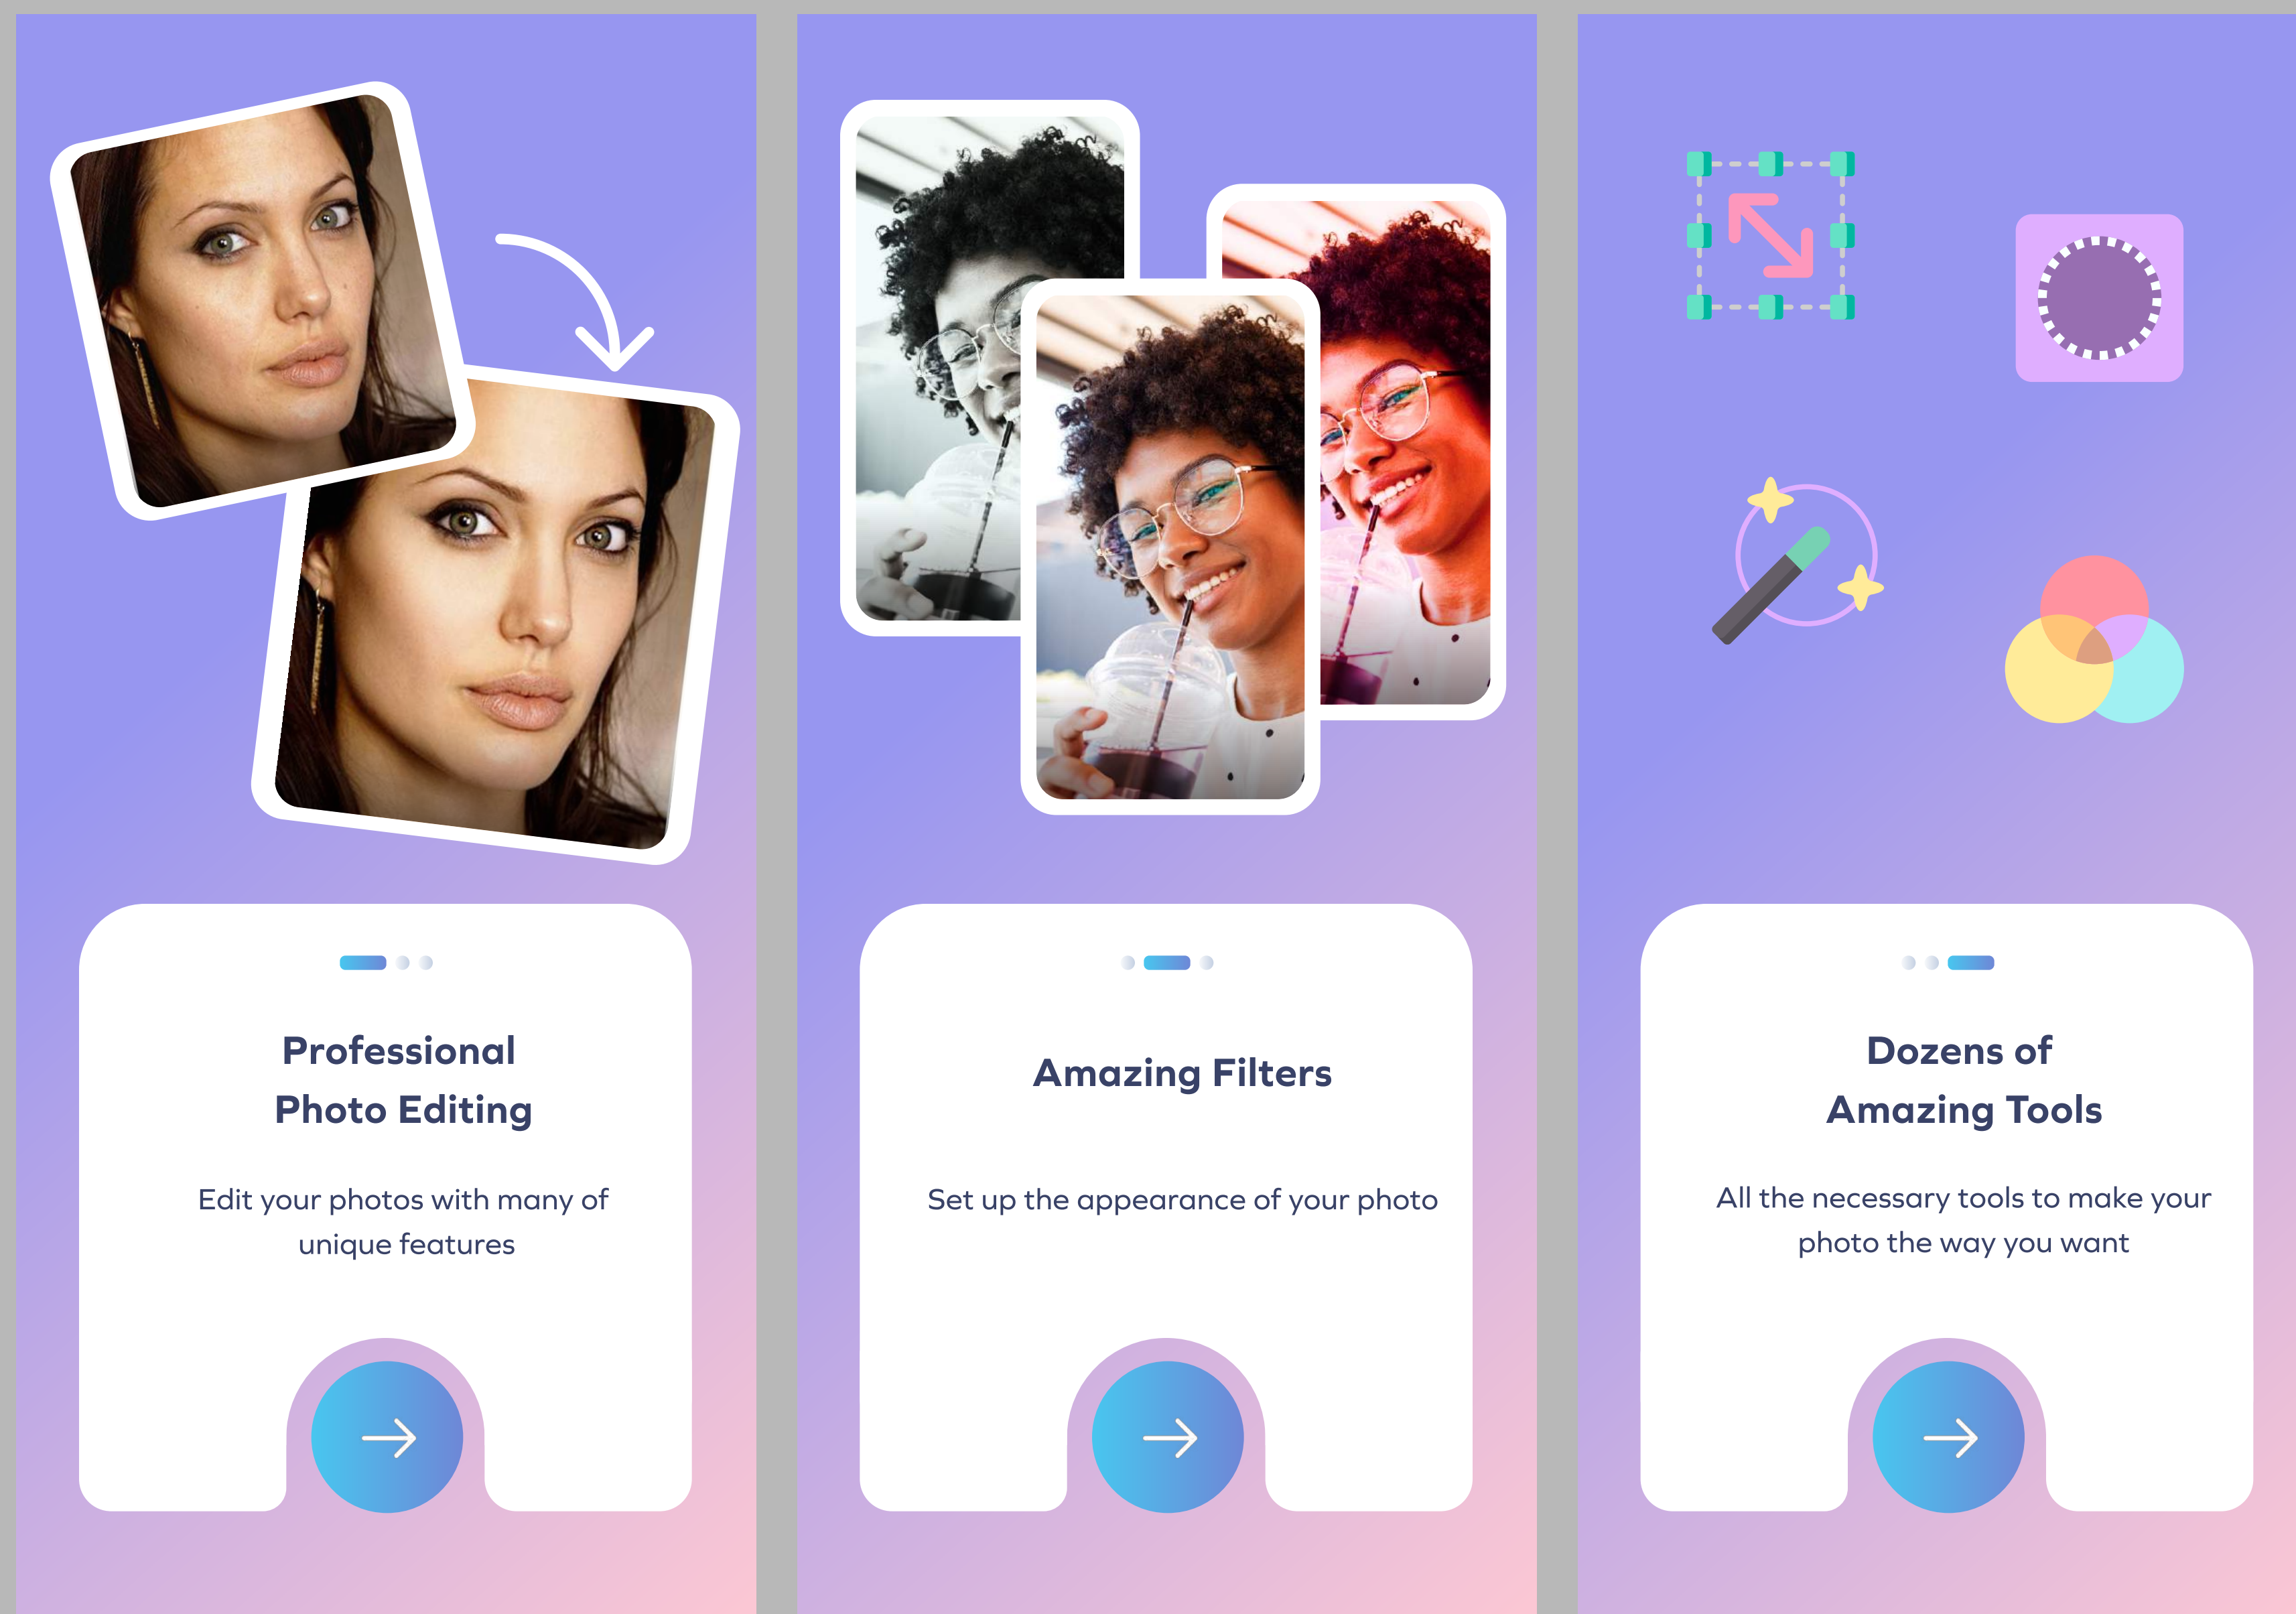 Professional
Photo Editing
Edit your photos with many of
unique features
Amazing Filters
Set up the appearance of your photo
Dozens of
Amazing Tools
All the necessary tools to make your
photo the way you want